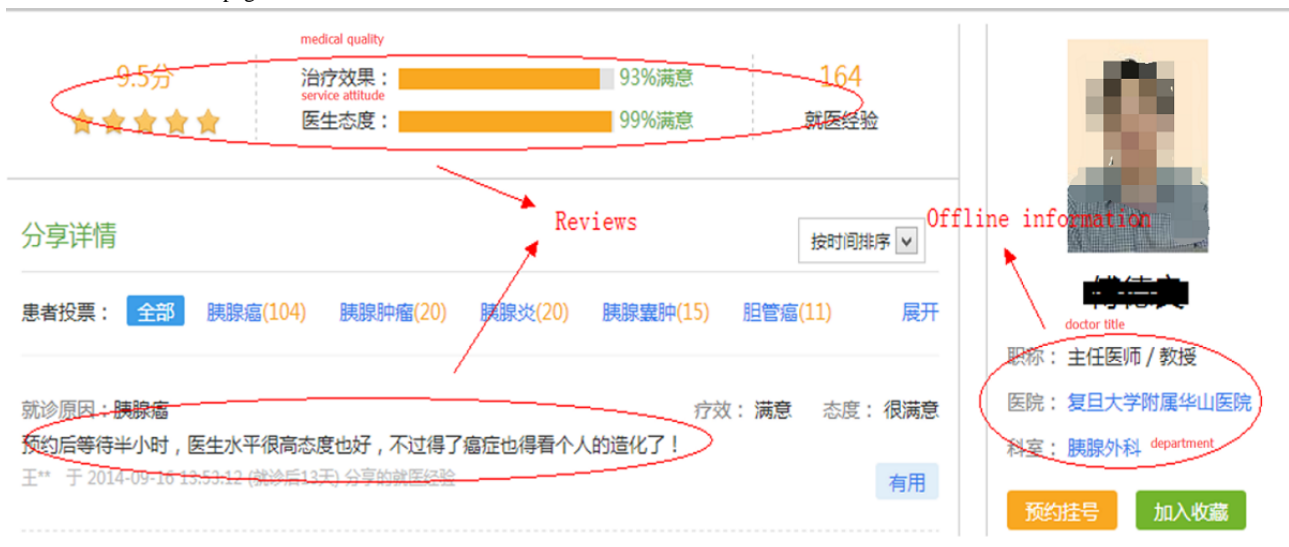 medical quality
9.5分
治疗效果：
93%满意
164
service attitude
医生态度：
99%满意
就医经验
Reviews
Offline information
分享详情
按时间排序
患者投票：
全部
胰腺癌(104)
胰腺肿瘤(20)
胰腺炎(20)
胰腺囊肿(15)
胆管癌(11)
展开
doctor title
职称：主任医师 / 教授
医院：复旦大学附属华山医院
科室：胰腺外科
department
就诊原因：胰腺癌
疗效：满意
态度：很满意
预约后等待半小时，医生水平很高态度也好，不过得了癌症也得看个人的造化了！
王** 于 2014-09-16 13:53:12 (就诊后13天) 分享的就医经验
有用
预约挂号
加入收藏